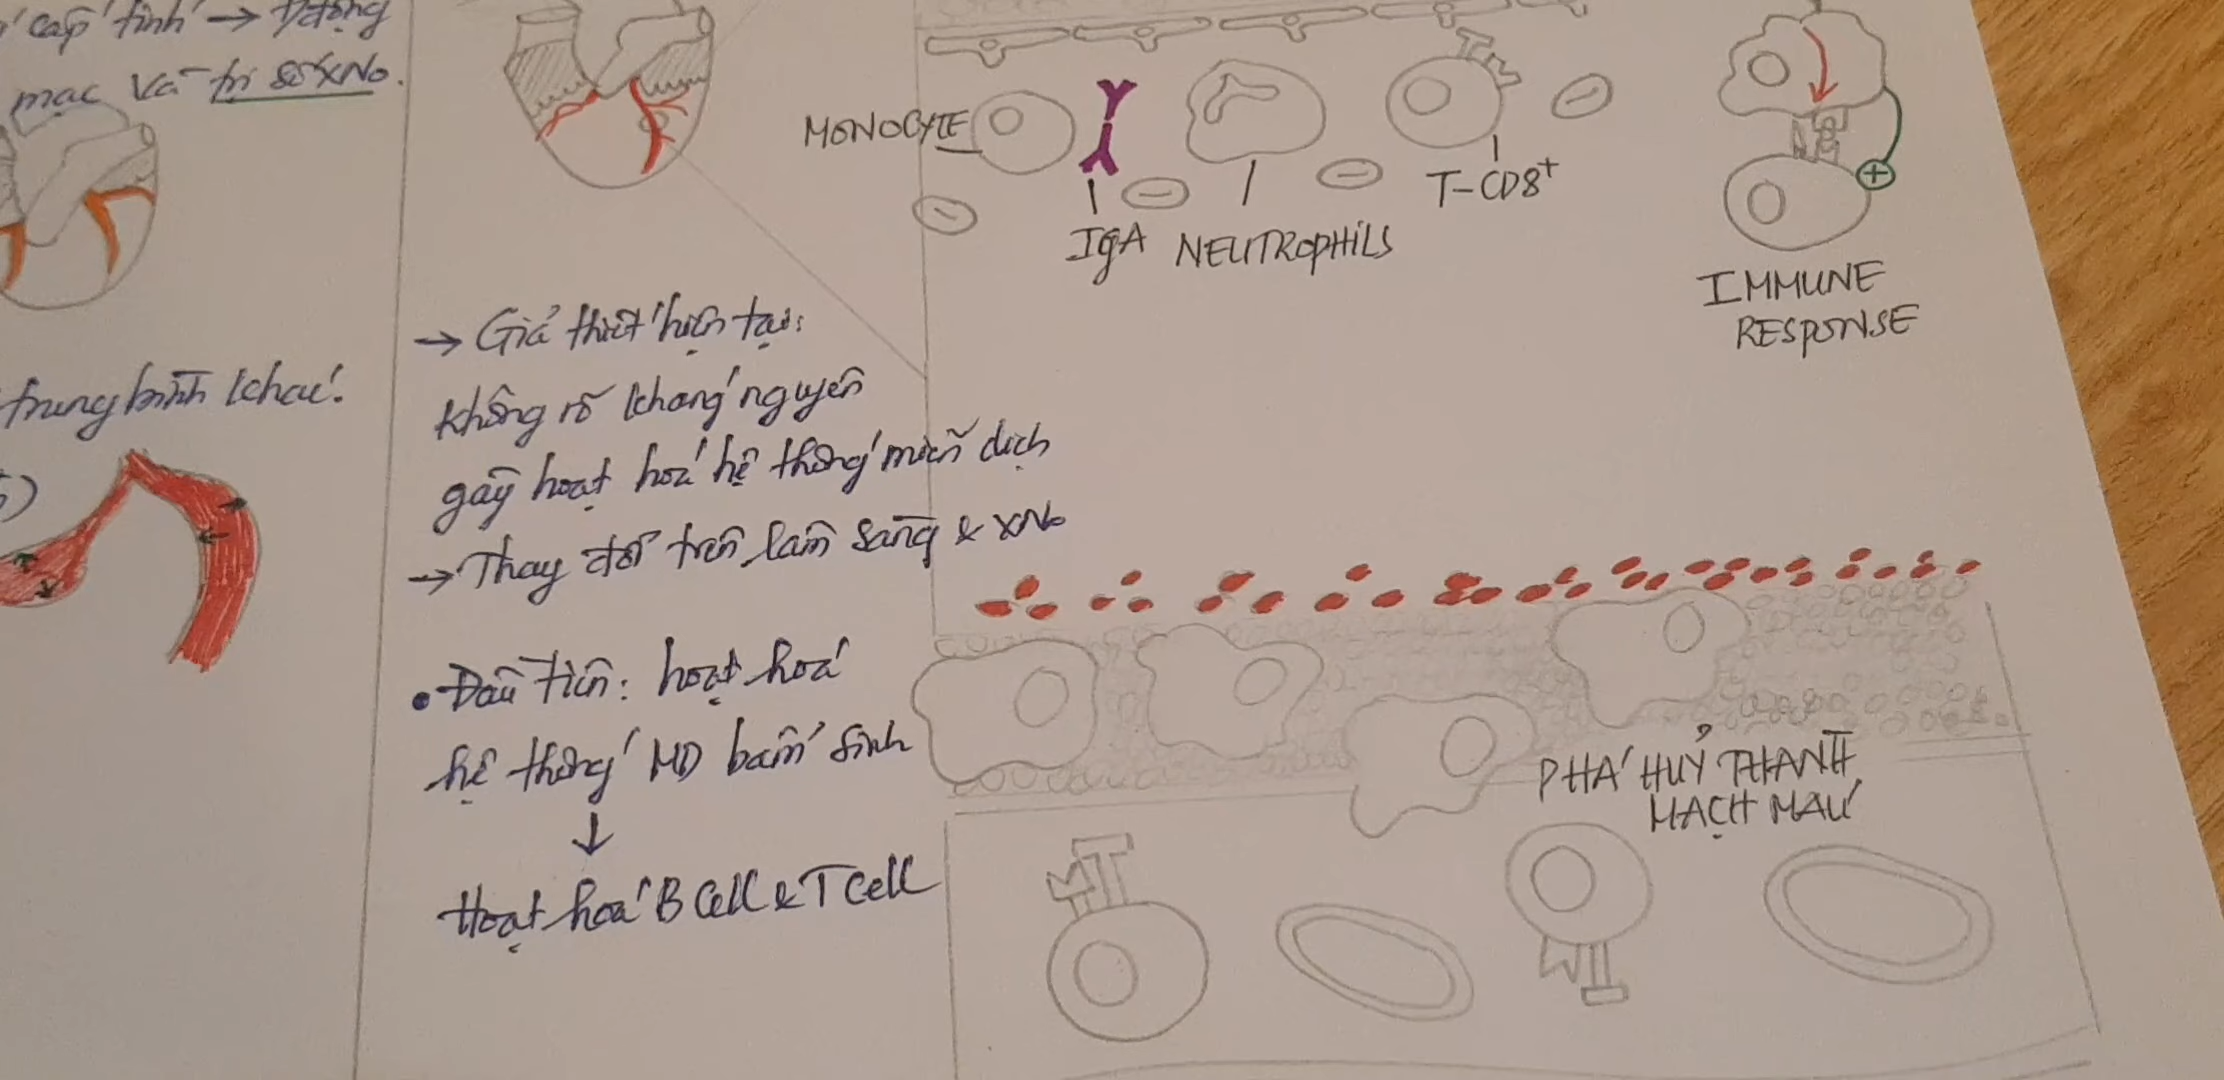 cấp tính → Động
mạc và trị số XNo.
trung bình khác.
→ Giả thiết hiện tại:
không rõ kháng nguyên
gây hoạt hoá hệ thống miễn dịch
→ Thay đổi trên lâm sàng & XNo
• Đầu tiên: hoạt hoá
hệ thống MD bẩm sinh
↓
Hoạt hoá B Cell & T Cell
MONOCYTE
IgA
NEUTROPHILS
T-CD8+
IMMUNE
RESPONSE
PHÁ HUỶ THÀNH
MẠCH MÁU